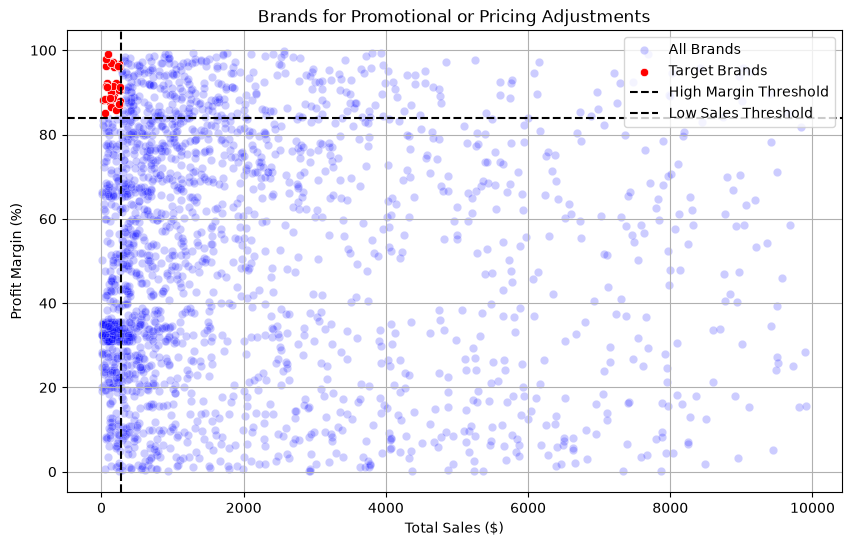 Brands for Promotional or Pricing Adjustments
All Brands
Target Brands
High Margin Threshold
Low Sales Threshold
Profit Margin (%)
100
80
60
40
20
0
0 2000 4000 6000 8000 10000
Total Sales ($)